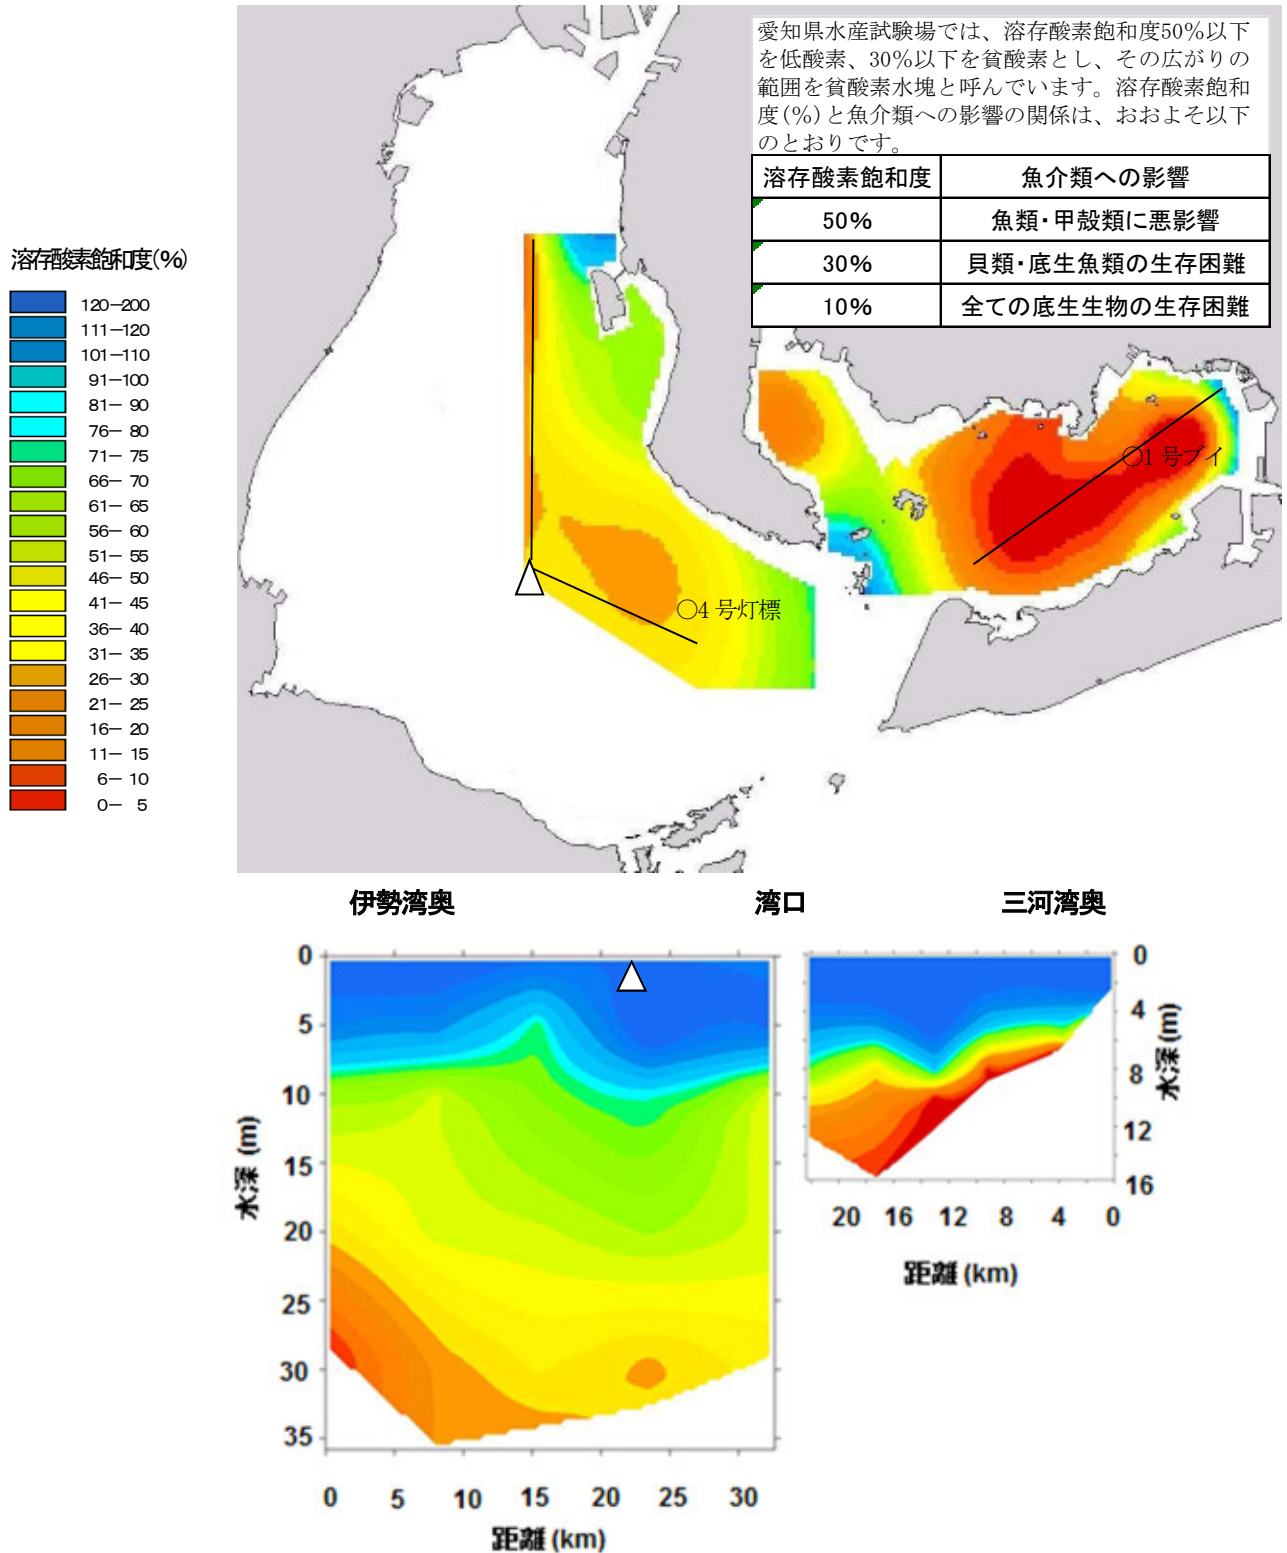 愛知県水産試験場では、溶存酸素飽和度50%以下
を低酸素、30%以下を貧酸素とし、その広がりの
範囲を貧酸素水塊と呼んでいます。溶存酸素飽和
度(%)と魚介類への影響の関係は、おおよそ以下
のとおりです。
溶存酸素飽和度 魚介類への影響
50% 魚類・甲殻類に悪影響
30% 貝類・底生魚類の生存困難
10% 全ての底生生物の生存困難
溶存酸素飽和度(%)
120-200
111-120
101-110
91-100
81- 90
76- 80
71- 75
66- 70
61- 65
56- 60
51- 55
46- 50
41- 45
36- 40
31- 35
26- 30
21- 25
16- 20
11- 15
6- 10
0- 5
○1 号ブイ
○4 号灯標
伊勢湾奥 湾口 三河湾奥
0
5
10
15
20
25
30
35
水深 (m)
0 5 10 15 20 25 30
距離 (km)
0
4
8
12
16
水深 (m)
20 16 12 8 4 0
距離 (km)